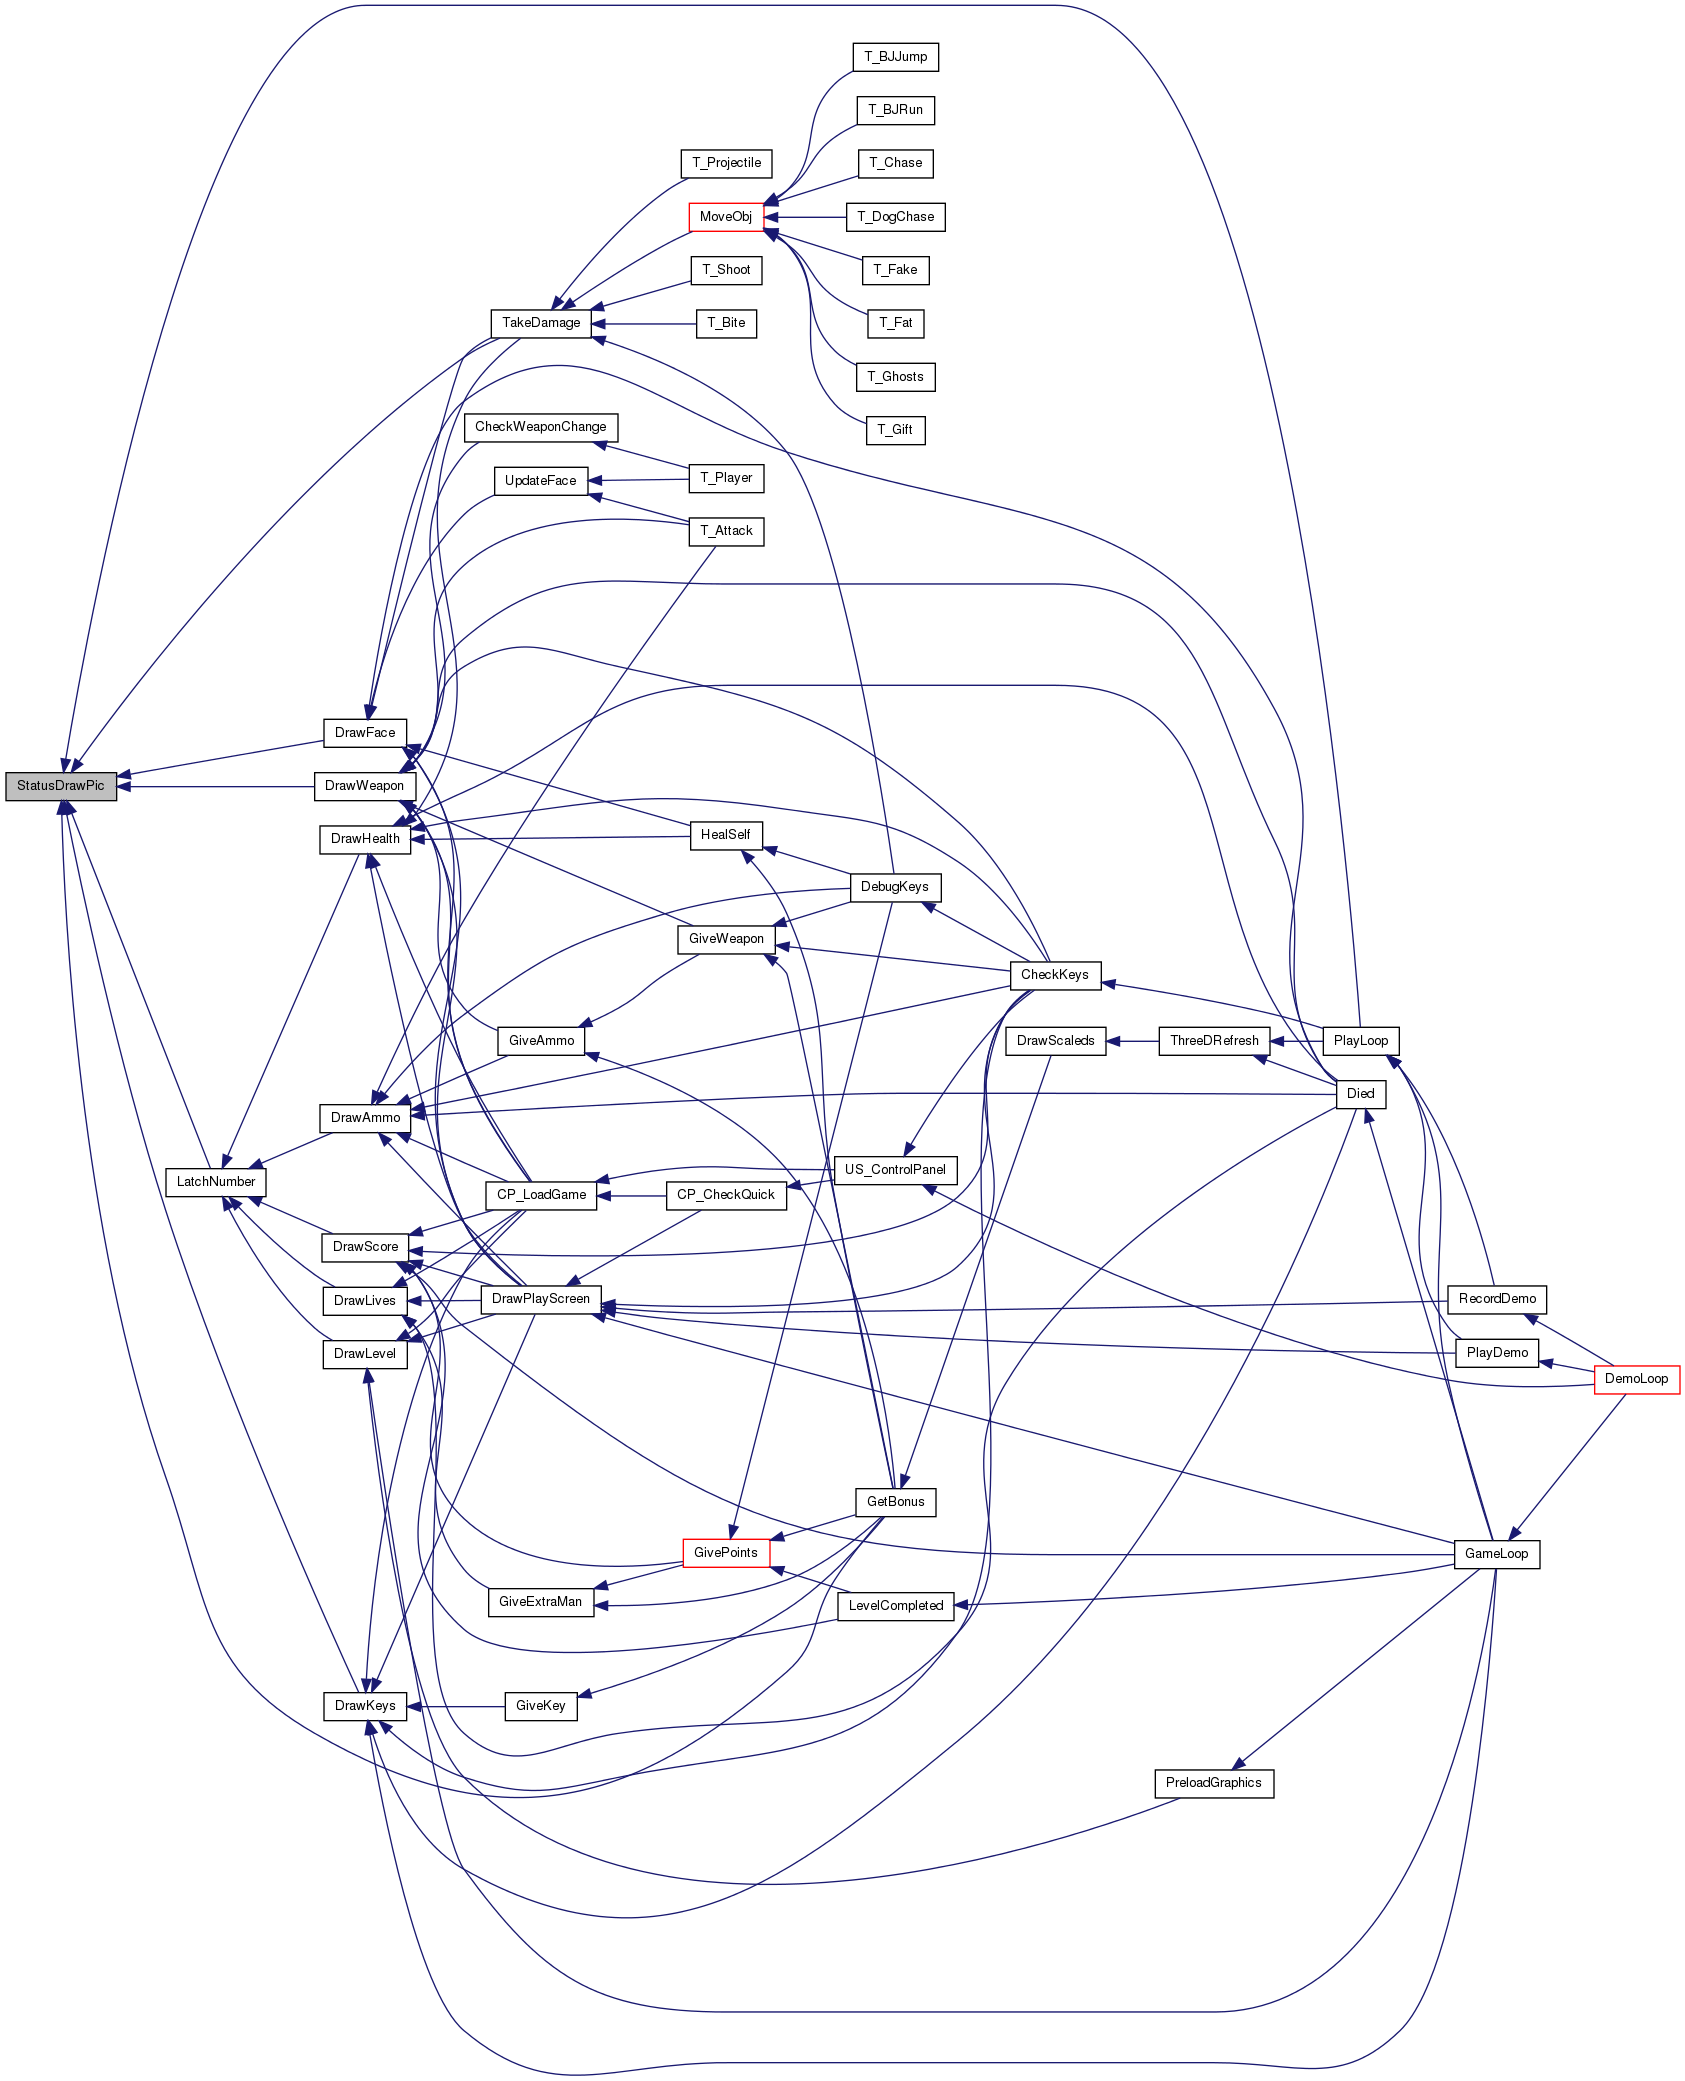 T_BJJump
T_BJRun
T_Projectile
T_Chase
MoveObj
T_DogChase
T_Shoot
T_Fake
TakeDamage
T_Bite
T_Fat
T_Ghosts
CheckWeaponChange
T_Gift
UpdateFace
T_Player
T_Attack
DrawFace
StatusDrawPic
DrawWeapon
DrawHealth
HealSelf
DebugKeys
GiveWeapon
CheckKeys
GiveAmmo
DrawScaleds
ThreeDRefresh
PlayLoop
Died
DrawAmmo
LatchNumber
US_ControlPanel
CP_LoadGame
CP_CheckQuick
DrawScore
DrawLives
DrawPlayScreen
RecordDemo
DrawLevel
PlayDemo
DemoLoop
GetBonus
GivePoints
GameLoop
GiveExtraMan
LevelCompleted
DrawKeys
GiveKey
PreloadGraphics